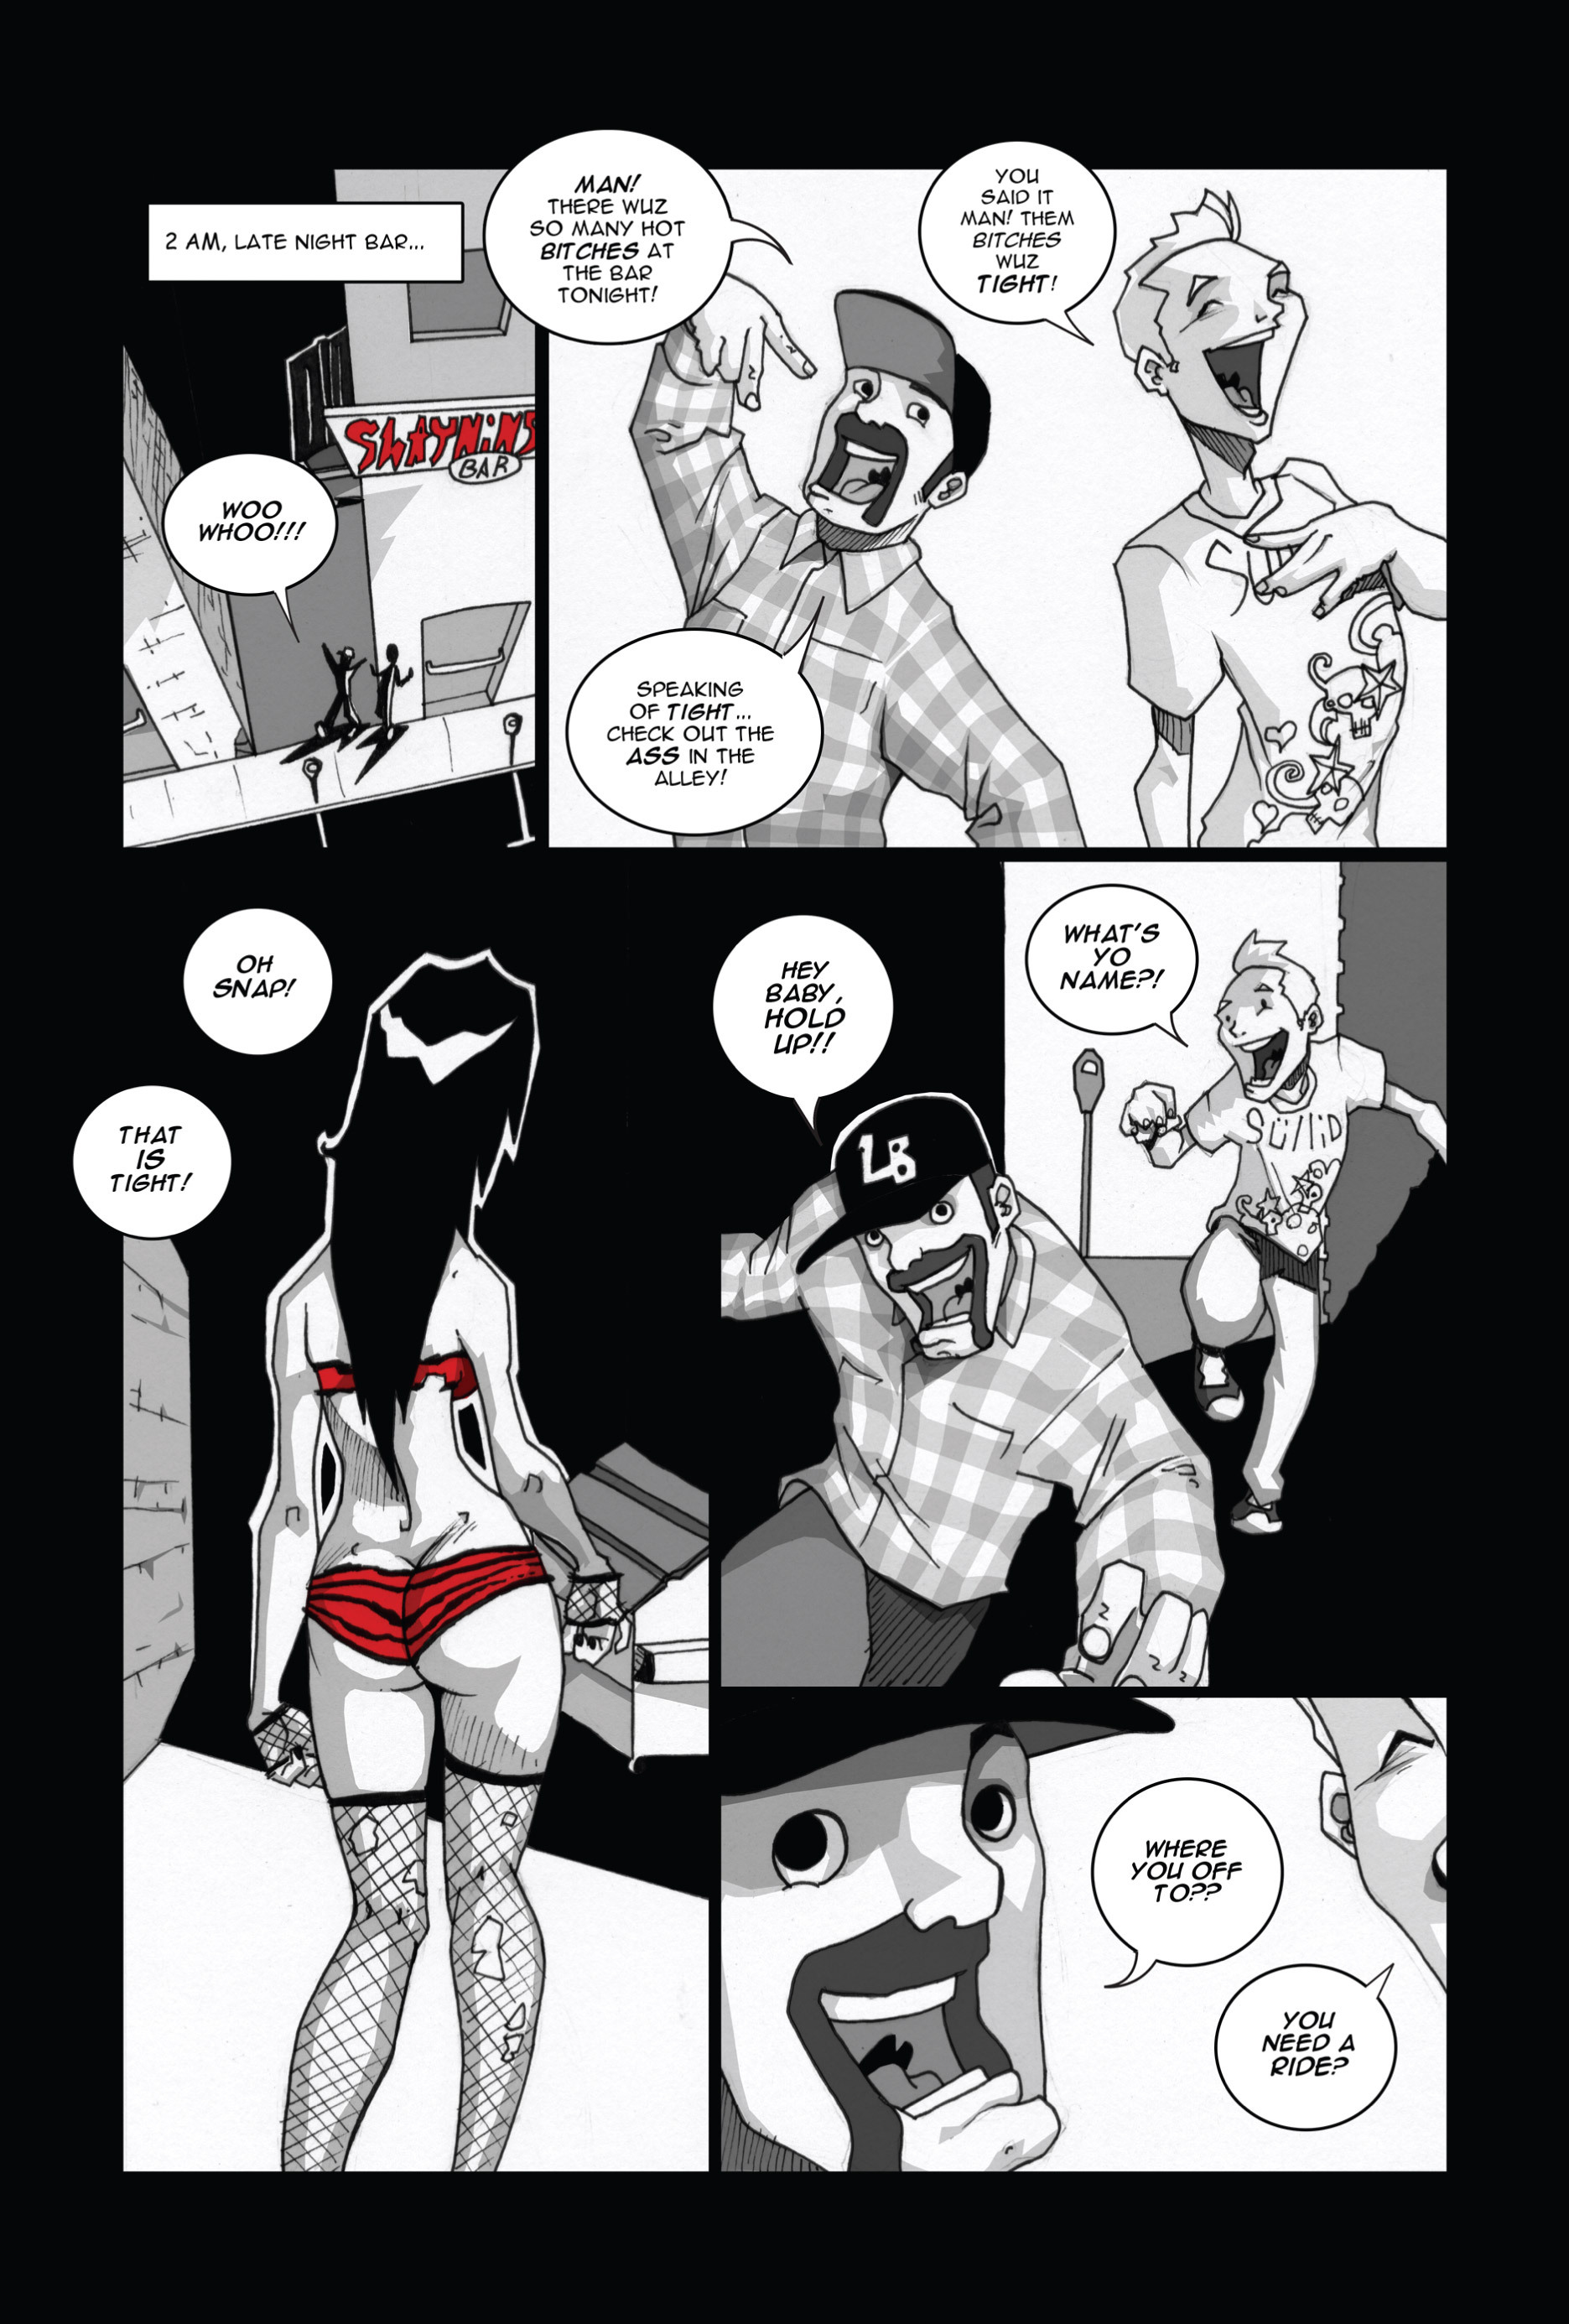 2 AM, LATE NIGHT BAR...
SLAYNiNS
BAR
WOO
WHOO!!!
MAN!
THERE WUZ
SO MANY HOT
BITCHES AT
THE BAR
TONIGHT!
YOU
SAID IT
MAN! THEM
BITCHES
WUZ
TIGHT!
SPEAKING
OF TIGHT...
CHECK OUT THE
ASS IN THE
ALLEY!
OH
SNAP!
THAT
IS
TIGHT!
HEY
BABY,
HOLD
UP!!
LB
WHAT'S
YO
NAME?!
WHERE
YOU OFF
TO??
YOU
NEED A
RIDE?